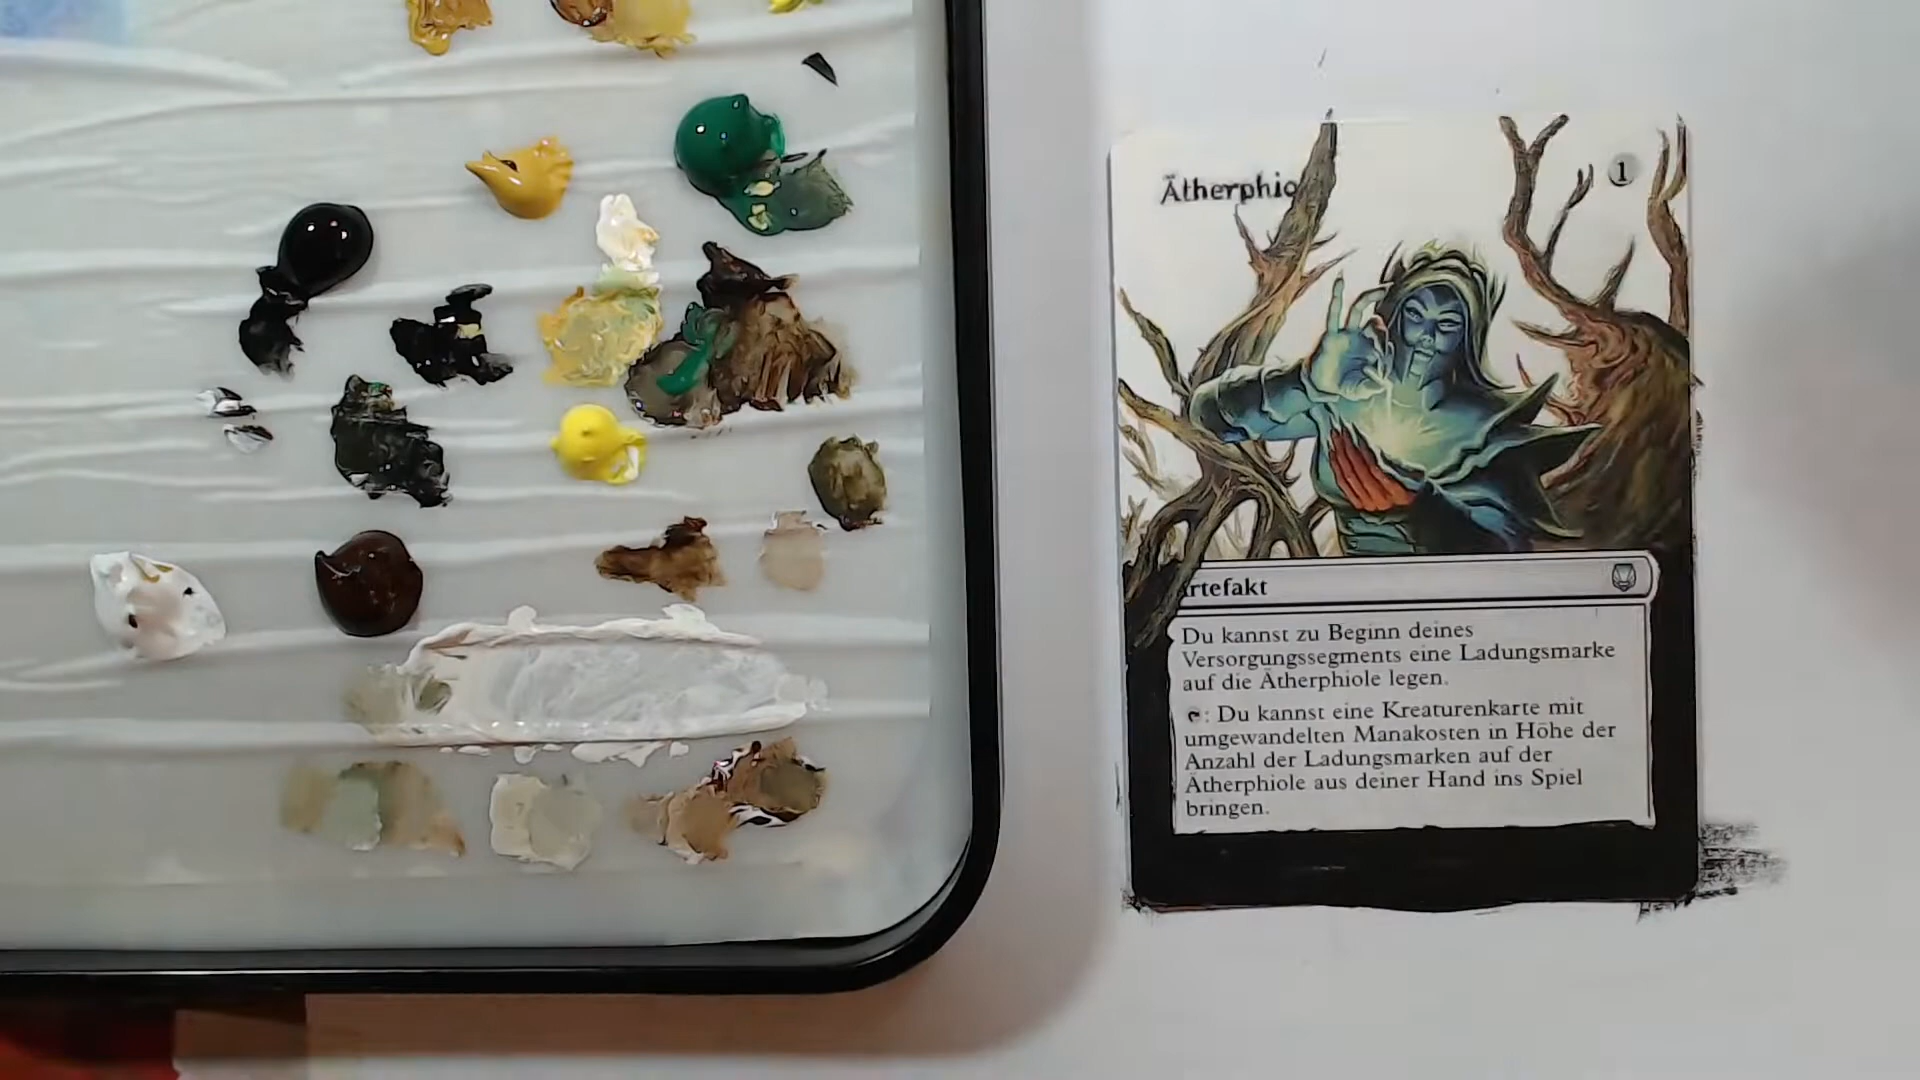 Ätherphio
1
rtefakt
Du kannst zu Beginn deines
Versorgungssegments eine Ladungsmarke
auf die Ätherphiole legen.
: Du kannst eine Kreaturenkarte mit
umgewandelten Manakosten in Höhe der
Anzahl der Ladungsmarken auf der
Ätherphiole aus deiner Hand ins Spiel
bringen.